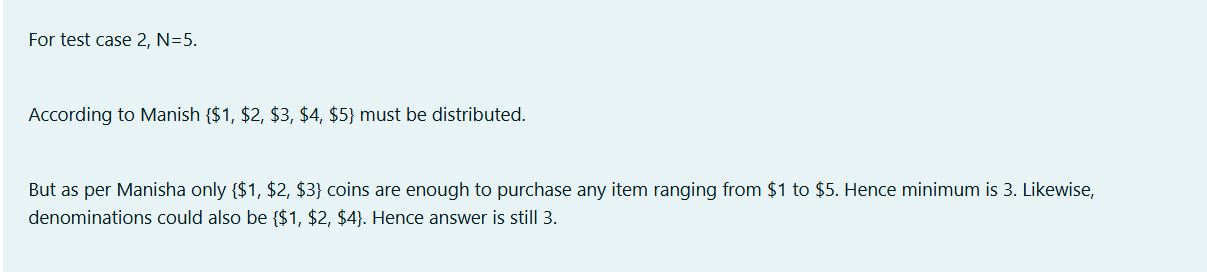 For test case 2, N=5.
According to Manish {$1, $2, $3, $4, $5} must be distributed.
But as per Manisha only {$1, $2, $3} coins are enough to purchase any item ranging from $1 to $5. Hence minimum is 3. Likewise,
denominations could also be {$1, $2, $4}. Hence answer is still 3.